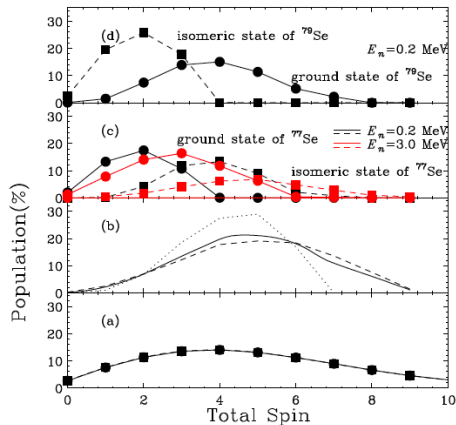 (d)
isomeric state of ⁷⁹Se
Eₙ=0.2 MeV
ground state of ⁷⁹Se
30
20
10
0
(c)
ground state of ⁷⁷Se
Eₙ=0.2 MeV
Eₙ=3.0 MeV
isomeric state of ⁷⁷Se
30
20
10
0
(b)
30
20
10
0
(a)
30
20
10
0
0 2 4 6 8 10
Population(%)
Total Spin